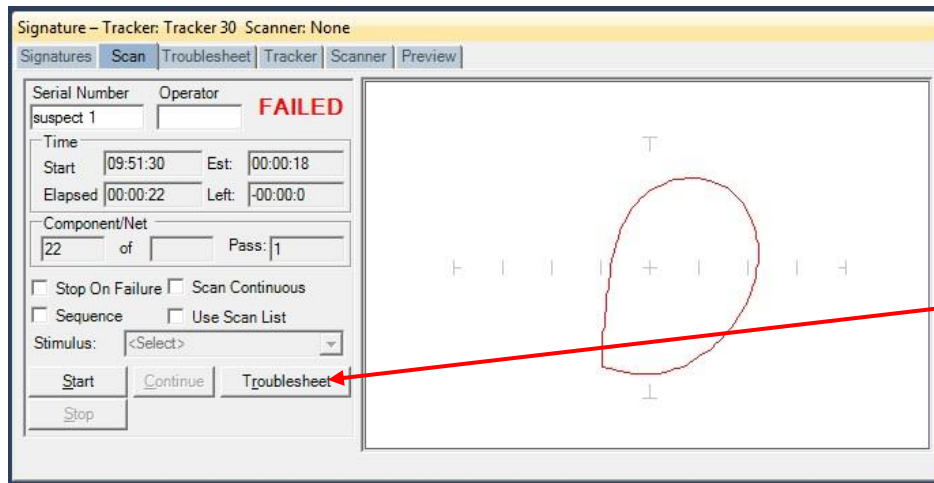 Signature – Tracker: Tracker 30 Scanner: None
Signatures Scan Troublesheet Tracker Scanner Preview
Serial Number Operator
suspect 1 FAILED
Time
Start 09:51:30 Est: 00:00:18
Elapsed 00:00:22 Left: -00:00:0
Component/Net
22 of Pass: 1
Stop On Failure Scan Continuous
Sequence Use Scan List
Stimulus: <Select>
Start Continue Troublesheet
Stop